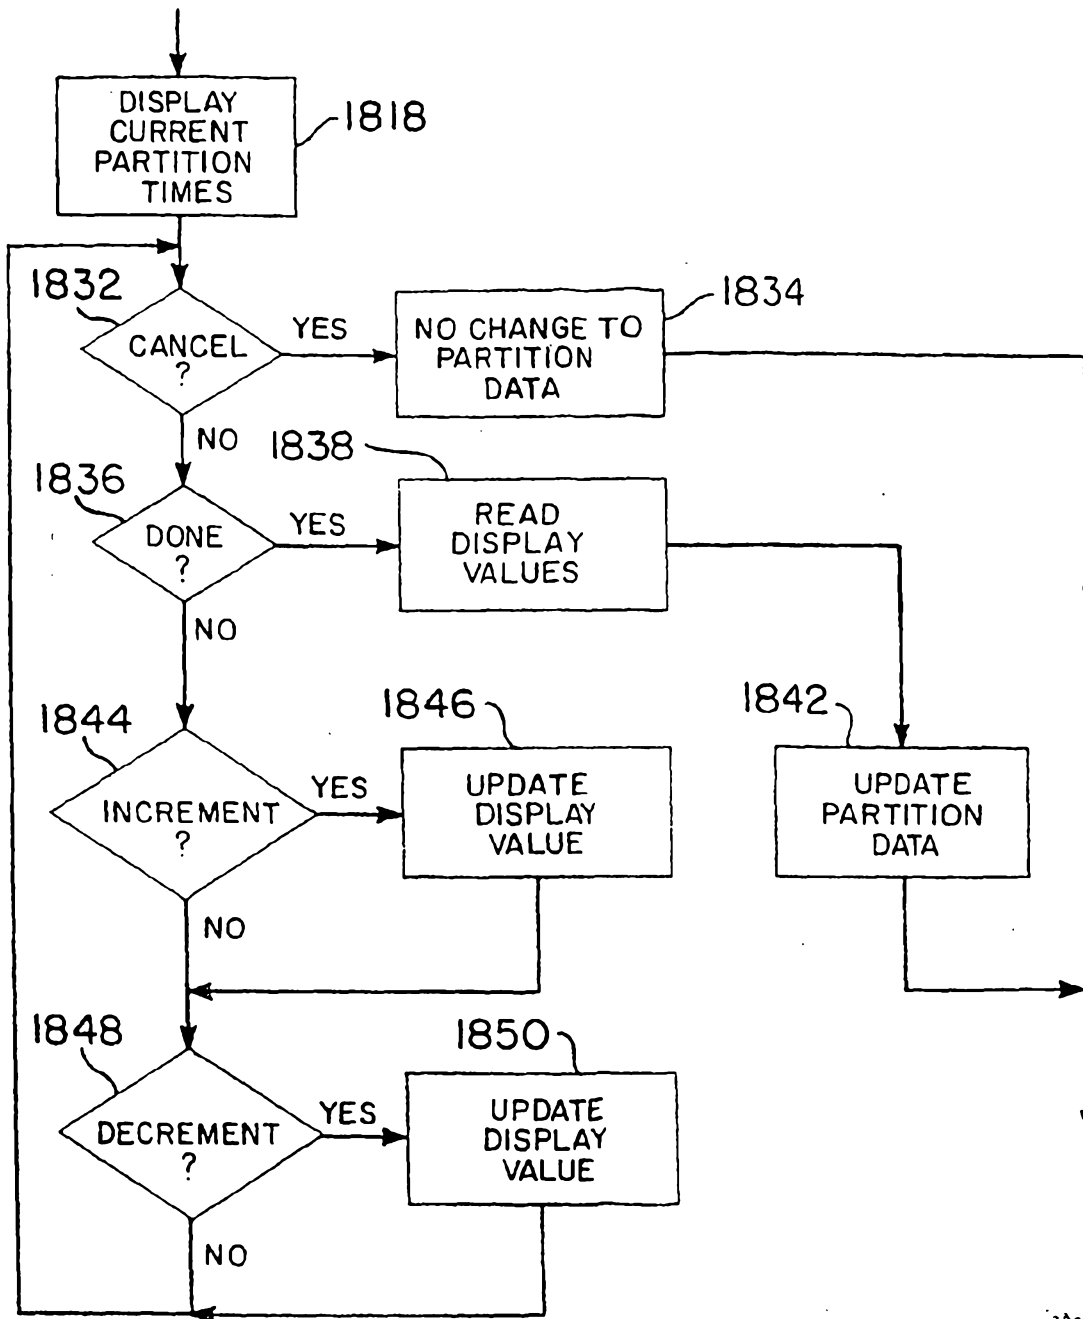 DISPLAY
CURRENT
PARTITION
TIMES
1818
1832
CANCEL
?
YES
NO CHANGE TO
PARTITION
DATA
1834
NO
1836
DONE
?
YES
1838
READ
DISPLAY
VALUES
NO
1844
INCREMENT
?
YES
1846
UPDATE
DISPLAY
VALUE
1842
UPDATE
PARTITION
DATA
NO
1848
DECREMENT
?
YES
1850
UPDATE
DISPLAY
VALUE
NO